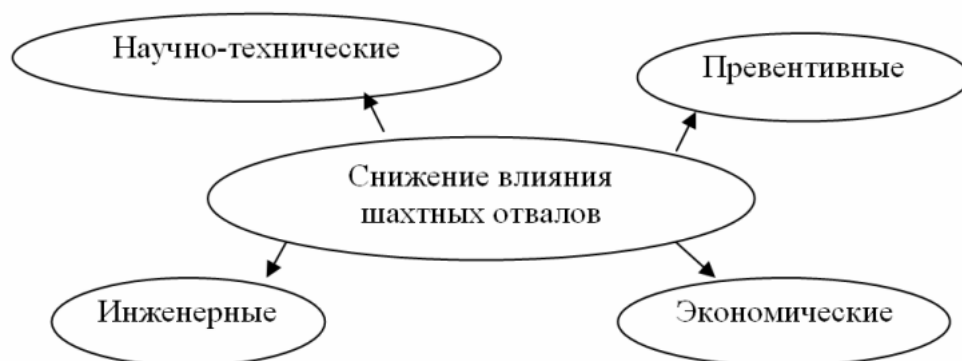 Научно-технические
Превентивные
Снижение влияния
шахтных отвалов
Инженерные
Экономические